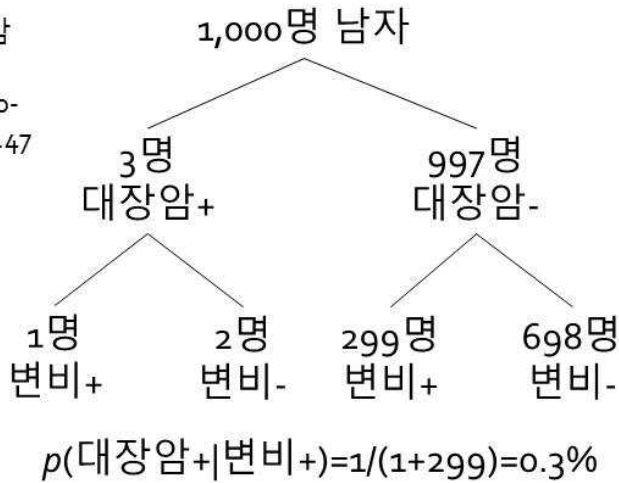 1,000명 남자
3명
대장암+
997명
대장암-
1명
변비+
2명
변비-
299명
변비+
698명
변비-
p(대장암+|변비+)=1/(1+299)=0.3%